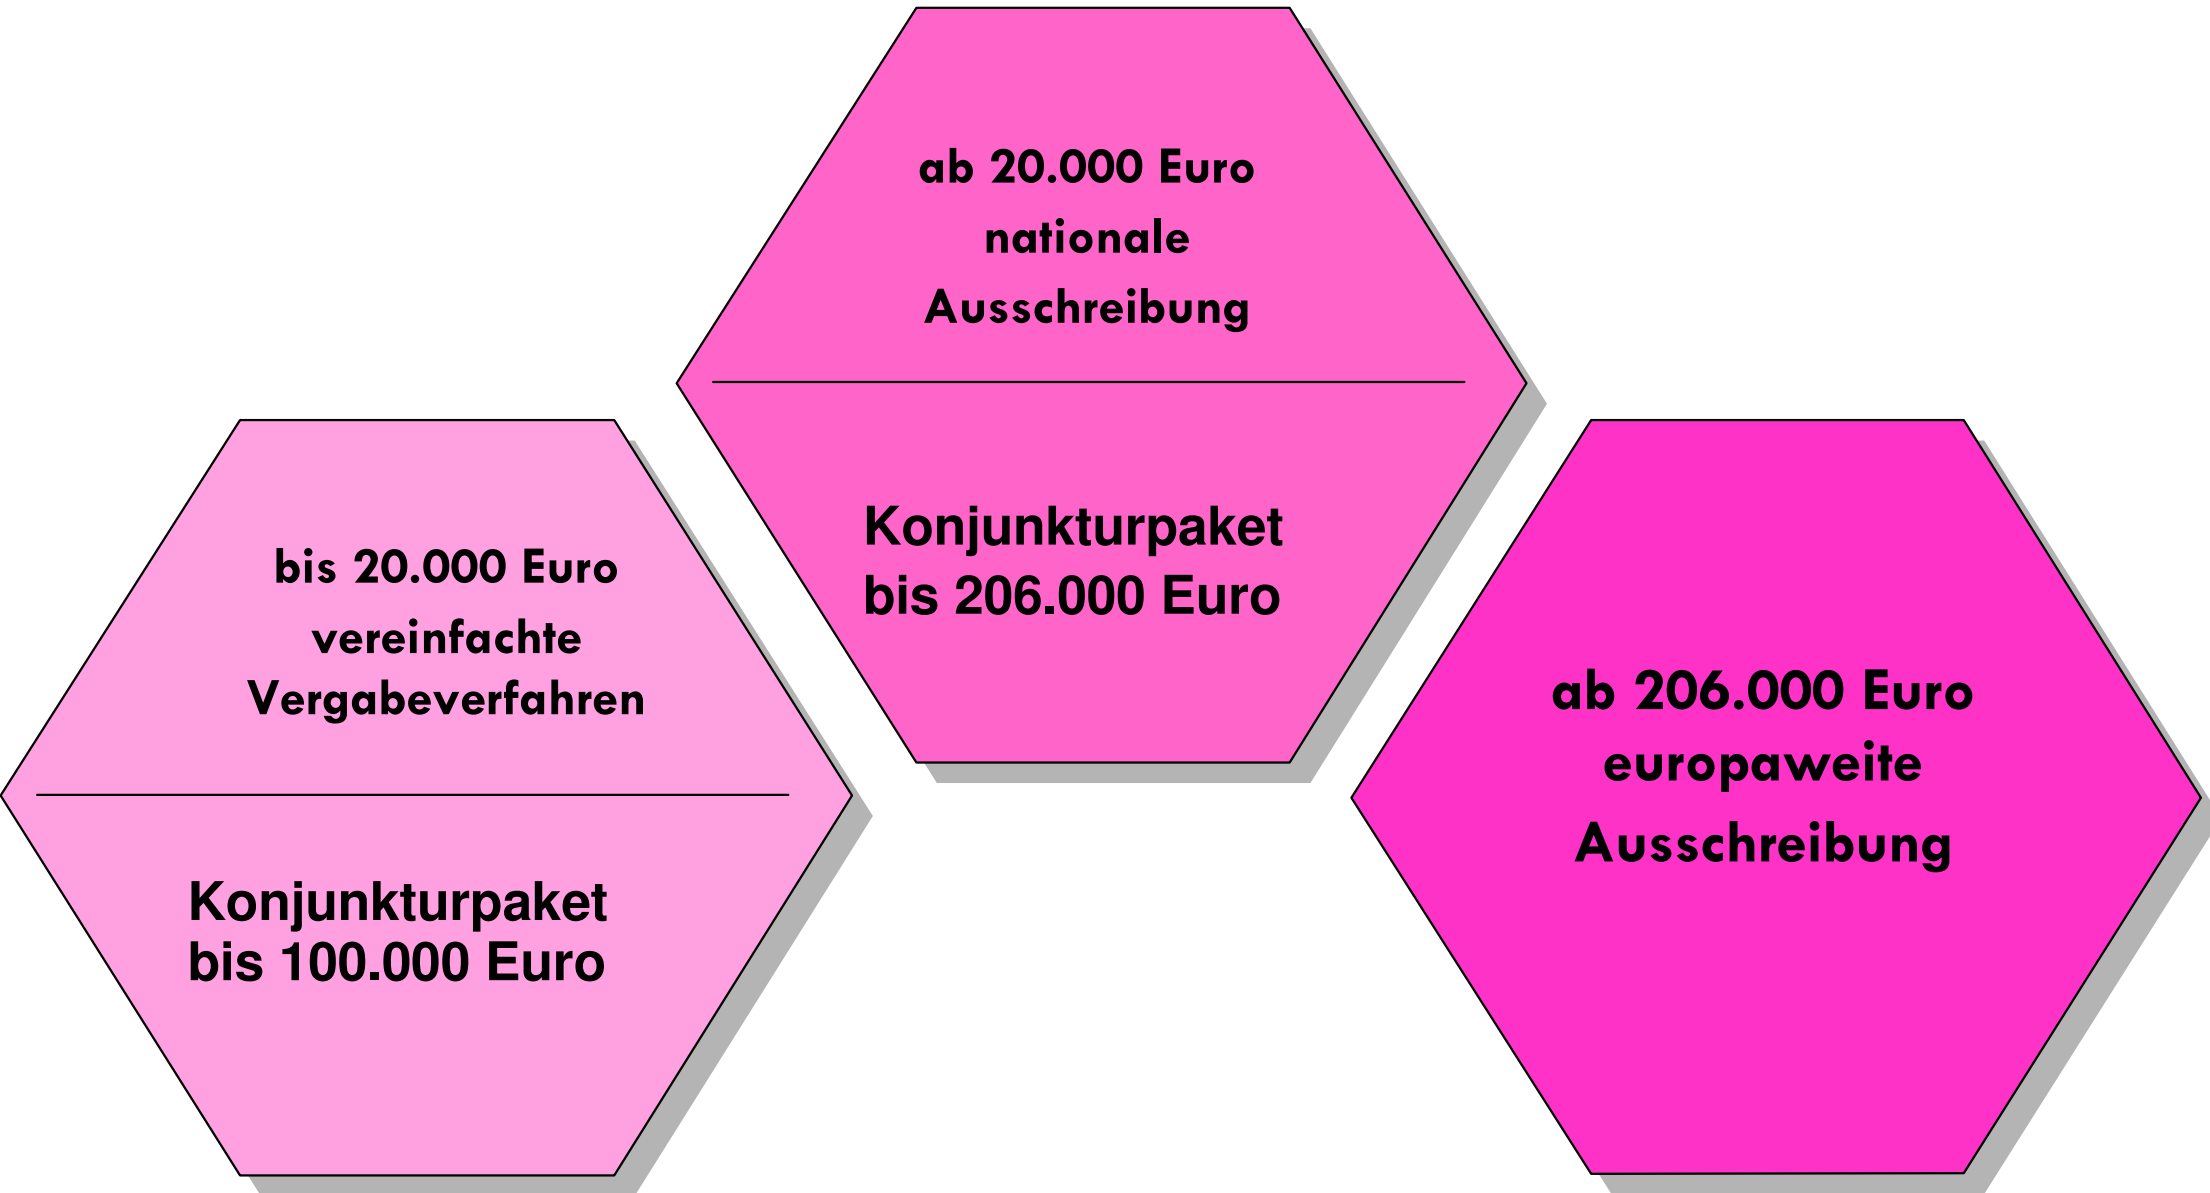 bis 20.000 Euro
vereinfachte
Vergabeverfahren
Konjunkturpaket
bis 100.000 Euro
ab 20.000 Euro
nationale
Ausschreibung
Konjunkturpaket
bis 206.000 Euro
ab 206.000 Euro
europaweite
Ausschreibung